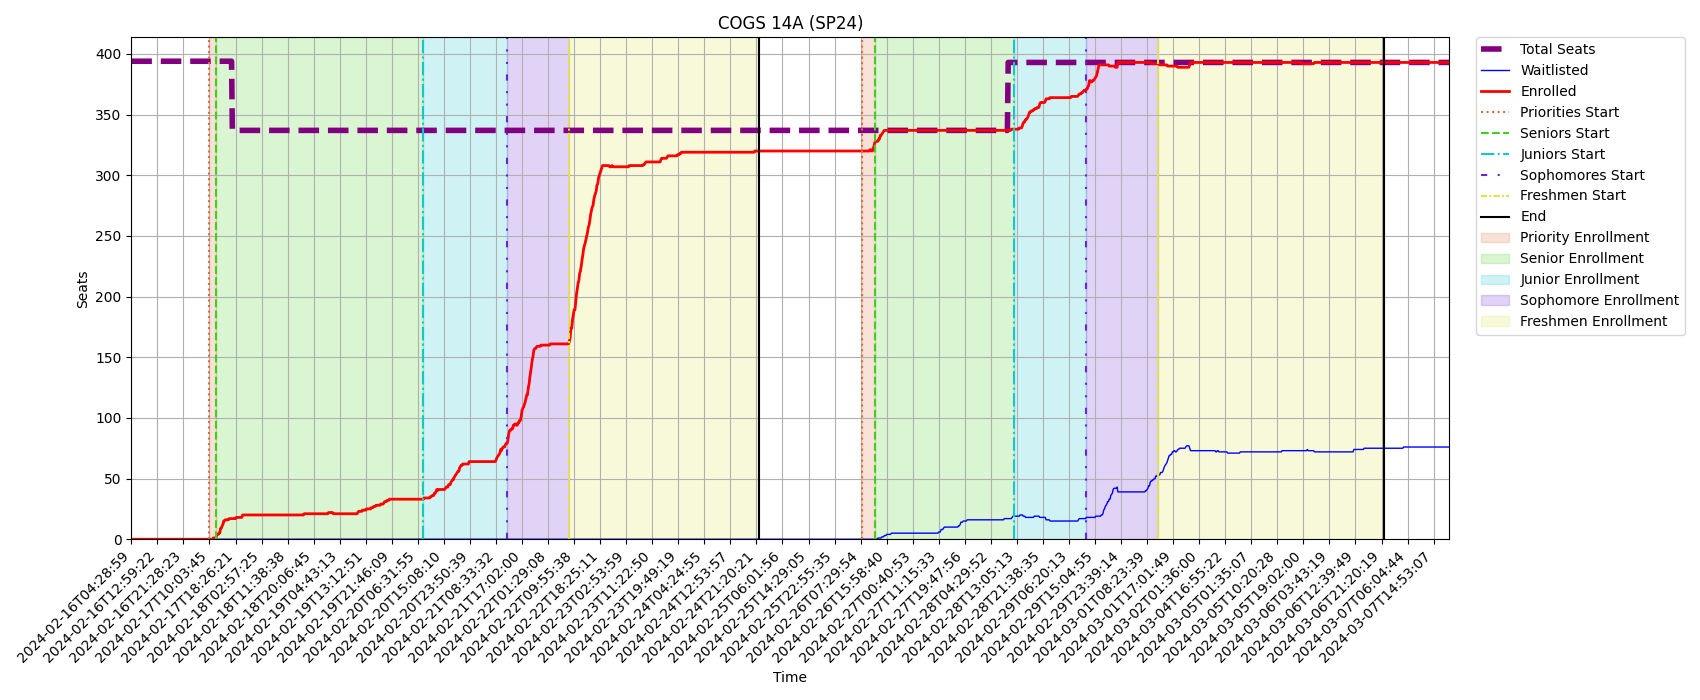 COGS 14A (SP24)
Seats
400
350
300
250
200
150
100
50
0
2024-02-16T04:28:59
2024-02-16T12:59:22
2024-02-16T21:28:23
2024-02-17T10:03:45
2024-02-17T18:26:21
2024-02-18T02:57:23
2024-02-18T11:38:38
2024-02-18T20:06:45
2024-02-19T04:43:13
2024-02-19T13:12:51
2024-02-19T21:46:09
2024-02-20T06:31:55
2024-02-20T15:08:10
2024-02-20T23:50:39
2024-02-21T08:33:32
2024-02-21T17:02:00
2024-02-22T01:29:08
2024-02-22T09:55:38
2024-02-22T18:25:11
2024-02-23T02:53:59
2024-02-23T11:22:50
2024-02-23T19:49:19
2024-02-24T04:24:55
2024-02-24T12:53:57
2024-02-24T21:20:21
2024-02-25T06:01:56
2024-02-25T14:29:05
2024-02-25T22:55:35
2024-02-26T07:29:54
2024-02-26T15:58:40
2024-02-27T00:40:53
2024-02-27T11:15:33
2024-02-27T19:47:56
2024-02-28T04:29:52
2024-02-28T13:05:13
2024-02-28T21:38:35
2024-02-29T06:20:13
2024-02-29T15:04:55
2024-02-29T23:39:14
2024-03-01T08:23:39
2024-03-01T17:01:49
2024-03-02T01:36:00
2024-03-04T16:55:22
2024-03-05T01:35:07
2024-03-05T10:20:28
2024-03-05T19:02:00
2024-03-06T03:43:19
2024-03-06T12:39:49
2024-03-06T21:20:19
2024-03-07T06:04:44
2024-03-07T14:53:07
Time
Total Seats
Waitlisted
Enrolled
Priorities Start
Seniors Start
Juniors Start
Sophomores Start
Freshmen Start
End
Priority Enrollment
Senior Enrollment
Junior Enrollment
Sophomore Enrollment
Freshmen Enrollment